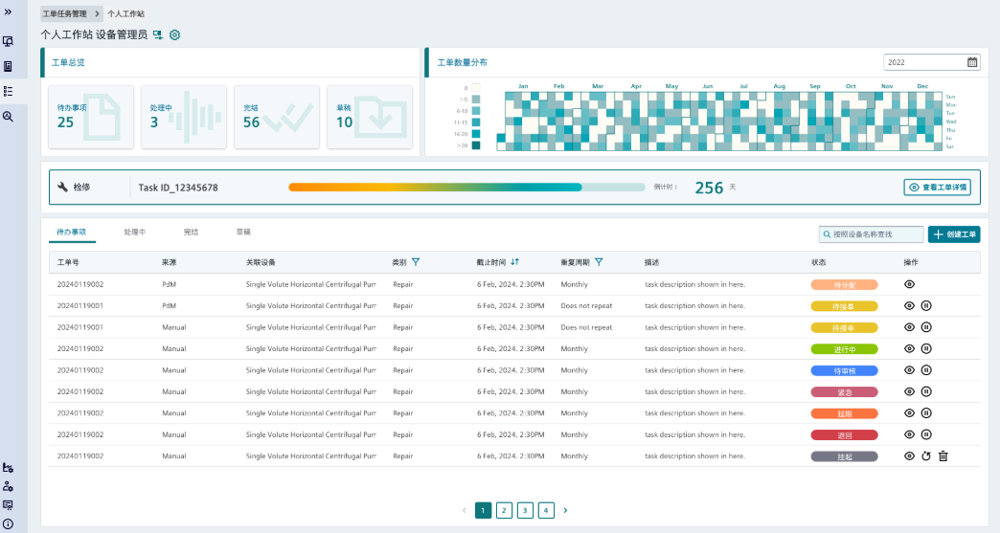 工单任务管理 > 个人工作站
个人工作站 设备管理员
工单总览
待办事项
25
处理中
3
完结
56
草稿
10
工单数量分布
2022
Jan Feb Mar Apr May Jun Jul Aug Sep Oct Nov Dec
0
1-5
6-10
11-15
16-20
> 20
Sun
Mon
Tue
Wed
Thu
Fri
Sat
检修 Task ID_12345678 倒计时： 256 天 查看工单详情
待办事项 处理中 完结 草稿 按照设备名称查找 创建工单
工单号 来源 关联设备 类别 截止时间 重复周期 描述 状态 操作
20240119002 PdM Single Volute Horizontal Centrifugal Pum Repair 6 Feb, 2024. 2:30PM Monthly task description shown in here. 待分配
20240119001 PdM Single Volute Horizontal Centrifugal Pum Repair 6 Feb, 2024. 2:30PM Does not repeat task description shown in here. 待接单
20240119001 Manual Single Volute Horizontal Centrifugal Pum Repair 6 Feb, 2024. 2:30PM Does not repeat task description shown in here. 待接单
20240119002 Manual Single Volute Horizontal Centrifugal Pum Repair 6 Feb, 2024. 2:30PM Monthly task description shown in here. 进行中
20240119002 Manual Single Volute Horizontal Centrifugal Pum Repair 6 Feb, 2024. 2:30PM Monthly task description shown in here. 待审核
20240119002 Manual Single Volute Horizontal Centrifugal Pum Repair 6 Feb, 2024. 2:30PM Monthly task description shown in here. 紧急
20240119002 Manual Single Volute Horizontal Centrifugal Pum Repair 6 Feb, 2024. 2:30PM Monthly task description shown in here. 延期
20240119002 Manual Single Volute Horizontal Centrifugal Pum Repair 6 Feb, 2024. 2:30PM Monthly task description shown in here. 退回
20240119002 Manual Single Volute Horizontal Centrifugal Pum Repair 6 Feb, 2024. 2:30PM Monthly task description shown in here. 挂起
1 2 3 4